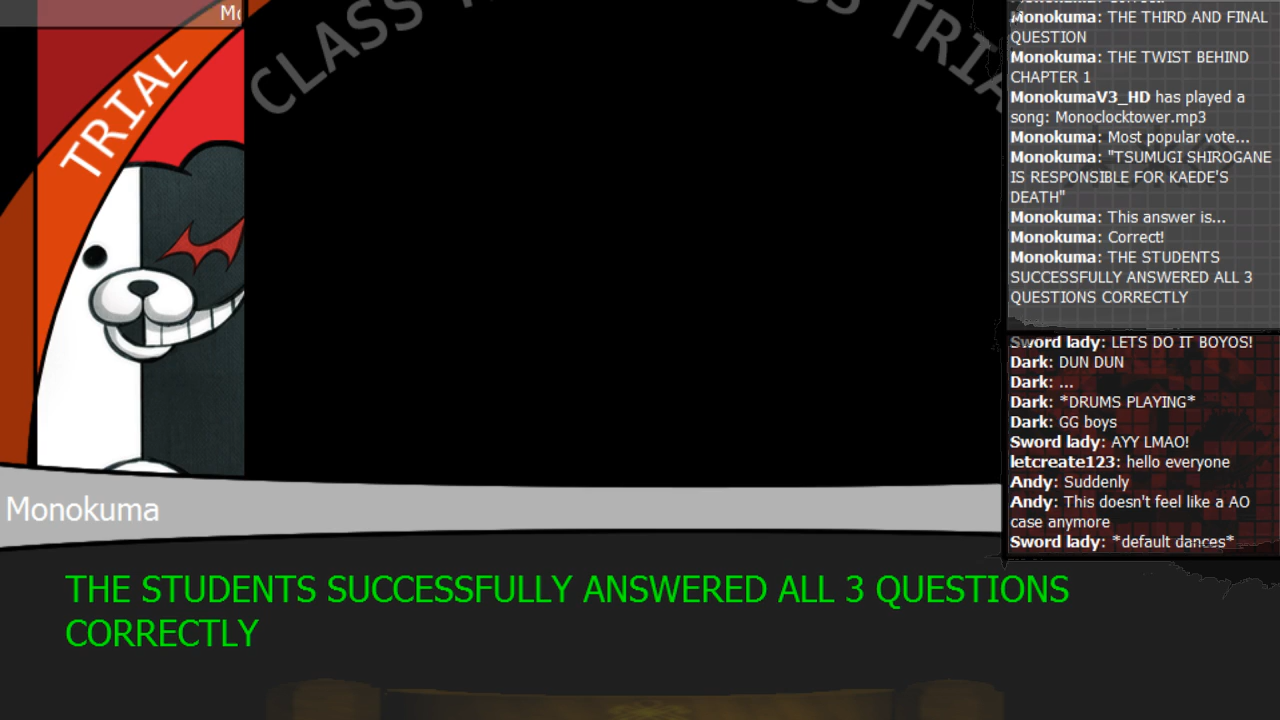 Mo
TRIAL
CLASS
TRIA
Monokuma: THE THIRD AND FINAL
QUESTION
Monokuma: THE TWIST BEHIND
CHAPTER 1
MonokumaV3_HD has played a
song: Monoclocktower.mp3
Monokuma: Most popular vote...
Monokuma: "TSUMUGI SHIROGANE
IS RESPONSIBLE FOR KAEDE'S
DEATH"
Monokuma: This answer is...
Monokuma: Correct!
Monokuma: THE STUDENTS
SUCCESSFULLY ANSWERED ALL 3
QUESTIONS CORRECTLY
Sword lady: LETS DO IT BOYOS!
Dark: DUN DUN
Dark: ...
Dark: *DRUMS PLAYING*
Dark: GG boys
Sword lady: AYY LMAO!
letcreate123: hello everyone
Andy: Suddenly
Andy: This doesn't feel like a AO
case anymore
Sword lady: *default dances*
Monokuma
THE STUDENTS SUCCESSFULLY ANSWERED ALL 3 QUESTIONS
CORRECTLY